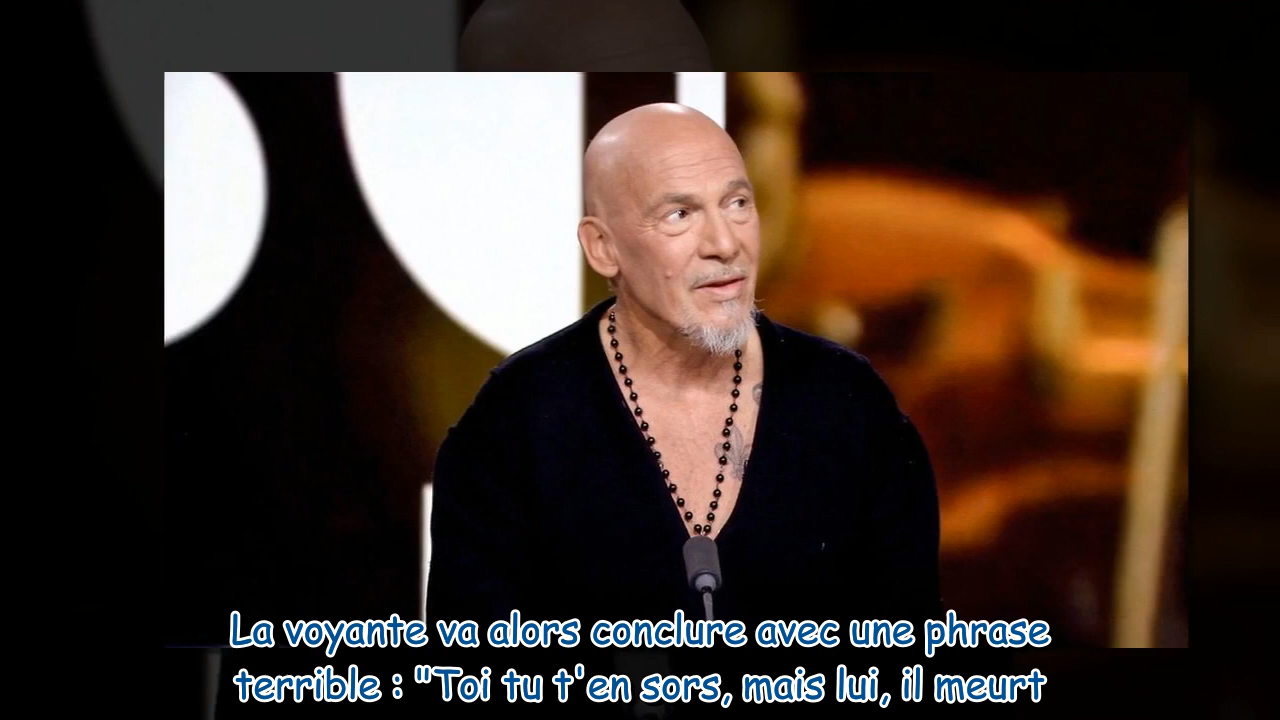 La voyante va alors conclure avec une phrase
terrible : "Toi tu t'en sors, mais lui, il meurt